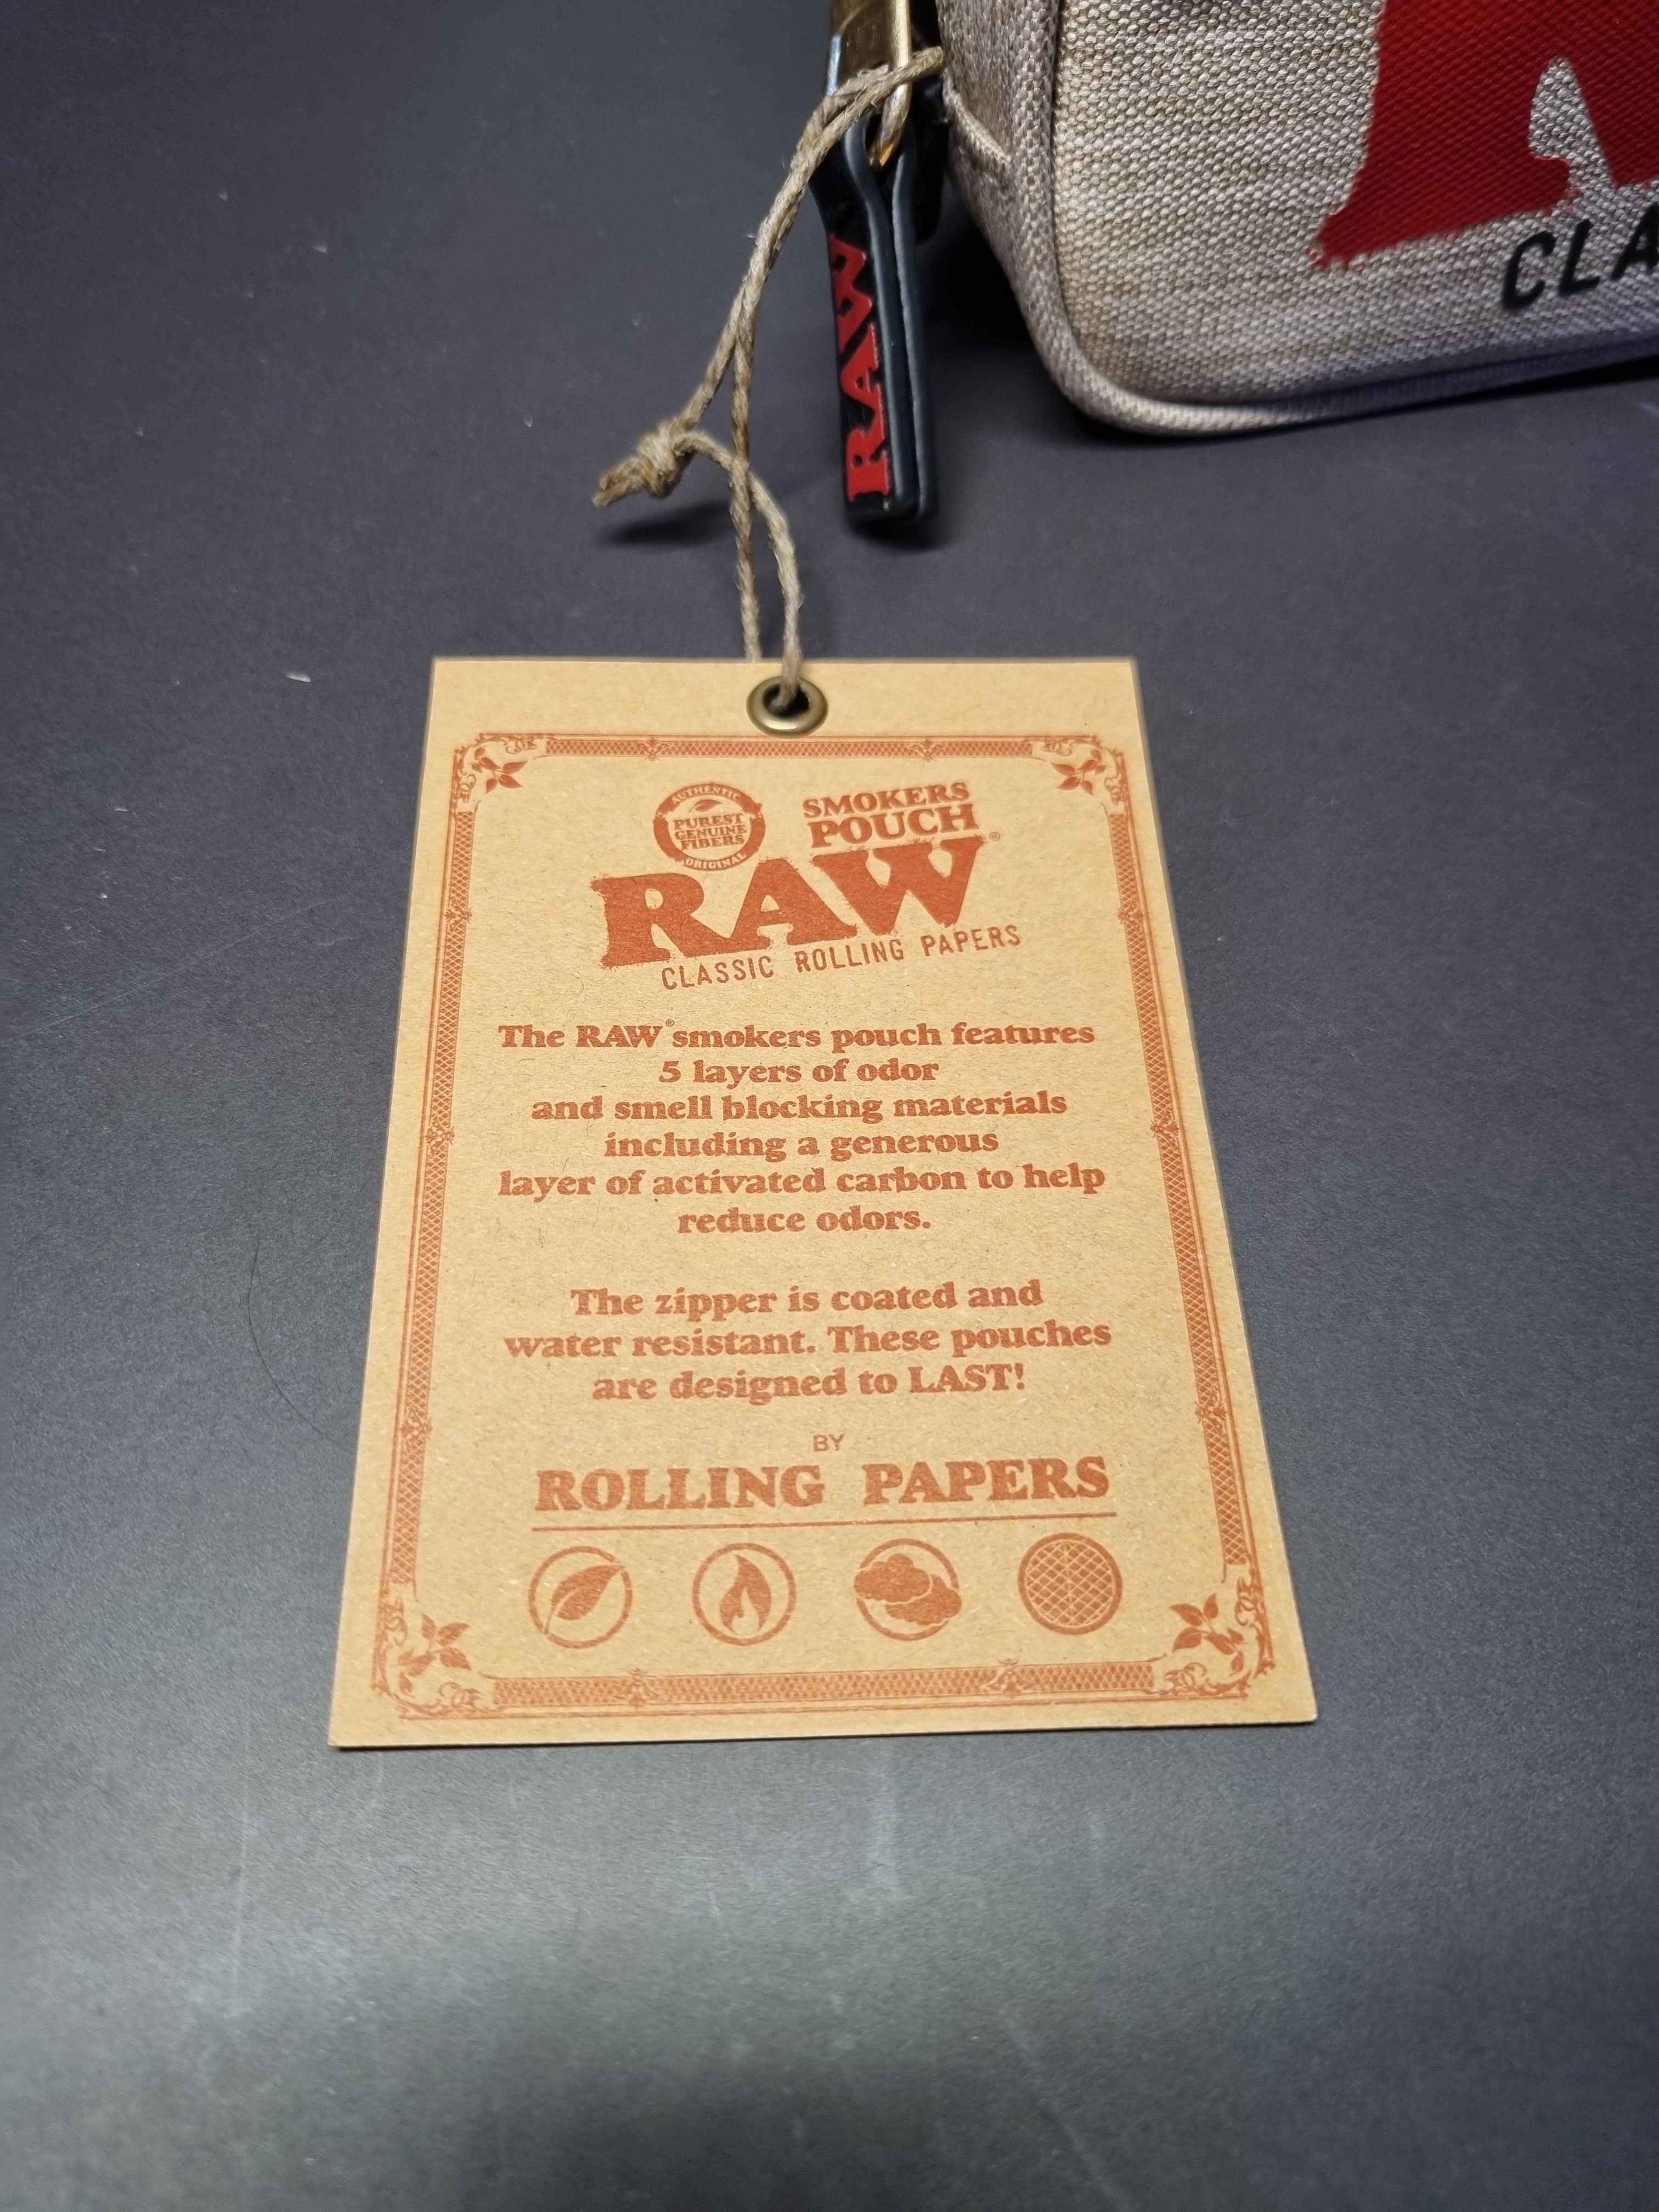 RAW
CLA
AUTHENTIC
PUREST
GENUINE
FIBERS
ORIGINAL
SMOKERS
POUCH
RAW®
CLASSIC ROLLING PAPERS
The RAW® smokers pouch features
5 layers of odor
and smell blocking materials
including a generous
layer of activated carbon to help
reduce odors.
The zipper is coated and
water resistant. These pouches
are designed to LAST!
BY
ROLLING PAPERS